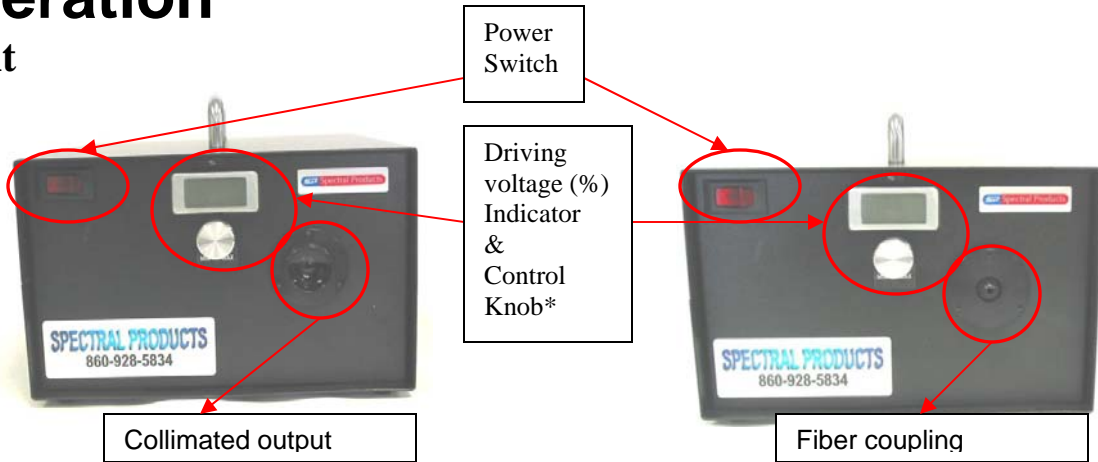 eration
t
Power
Switch
Driving
voltage (%)
Indicator
&
Control
Knob*
Spectral Products
SPECTRAL PRODUCTS
860-928-5834
Spectral Products
SPECTRAL PRODUCTS
860-928-5834
Collimated output
Fiber coupling